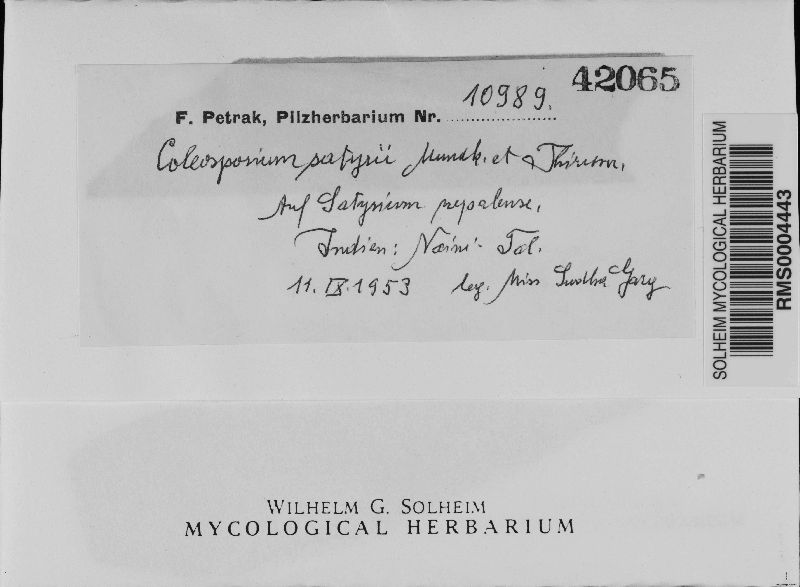 42065
F. Petrak, Pilzherbarium Nr. 10989.
Coleosporium satyrii Mundk. et Thirum.
Auf Satyrium nepalense,
Indien: Naini-Tal.
11. IX. 1953 leg. Miss Sudha Garg
SOLHEIM MYCOLOGICAL HERBARIUM
RMS0004443
WILHELM G. SOLHEIM
MYCOLOGICAL HERBARIUM